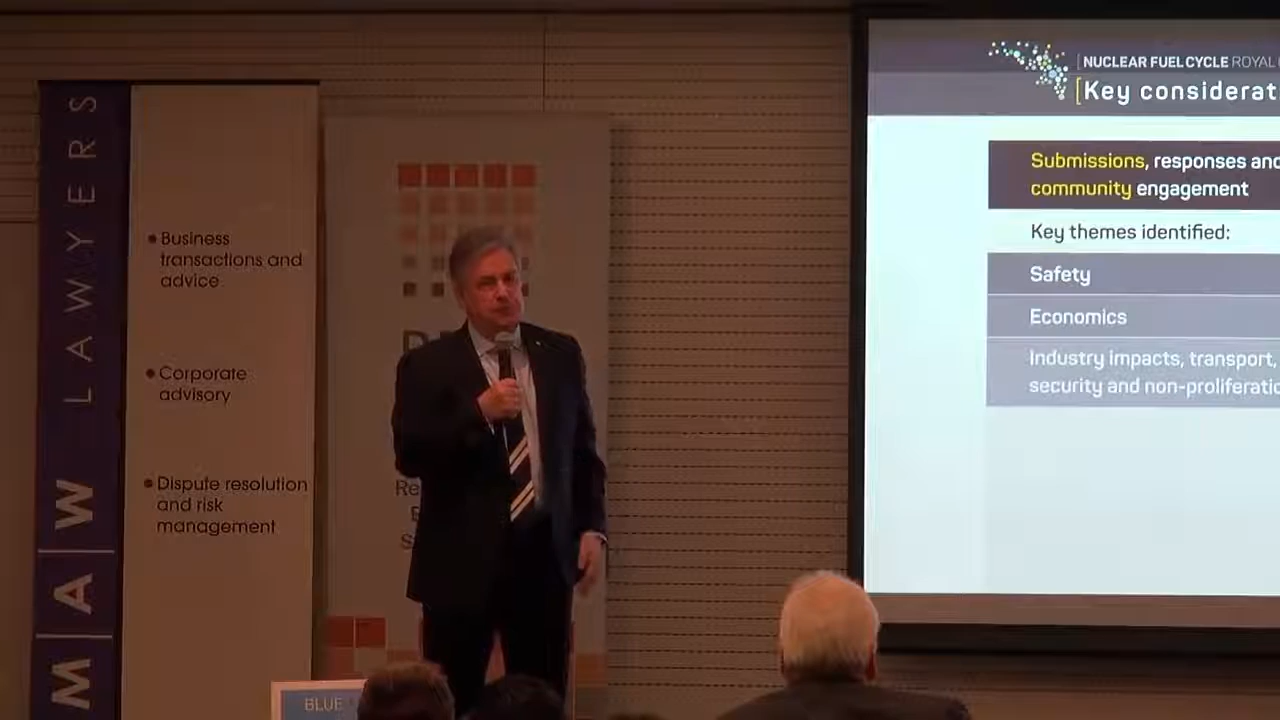 MAW LAWYERS
Business
transactions and
advice
Corporate
advisory
Dispute resolution
and risk
management
BLUE
NUCLEAR FUEL CYCLE ROYAL
Key considerat
Submissions, responses and
community engagement
Key themes identified:
Safety
Economics
Industry impacts, transport,
security and non-proliferatio